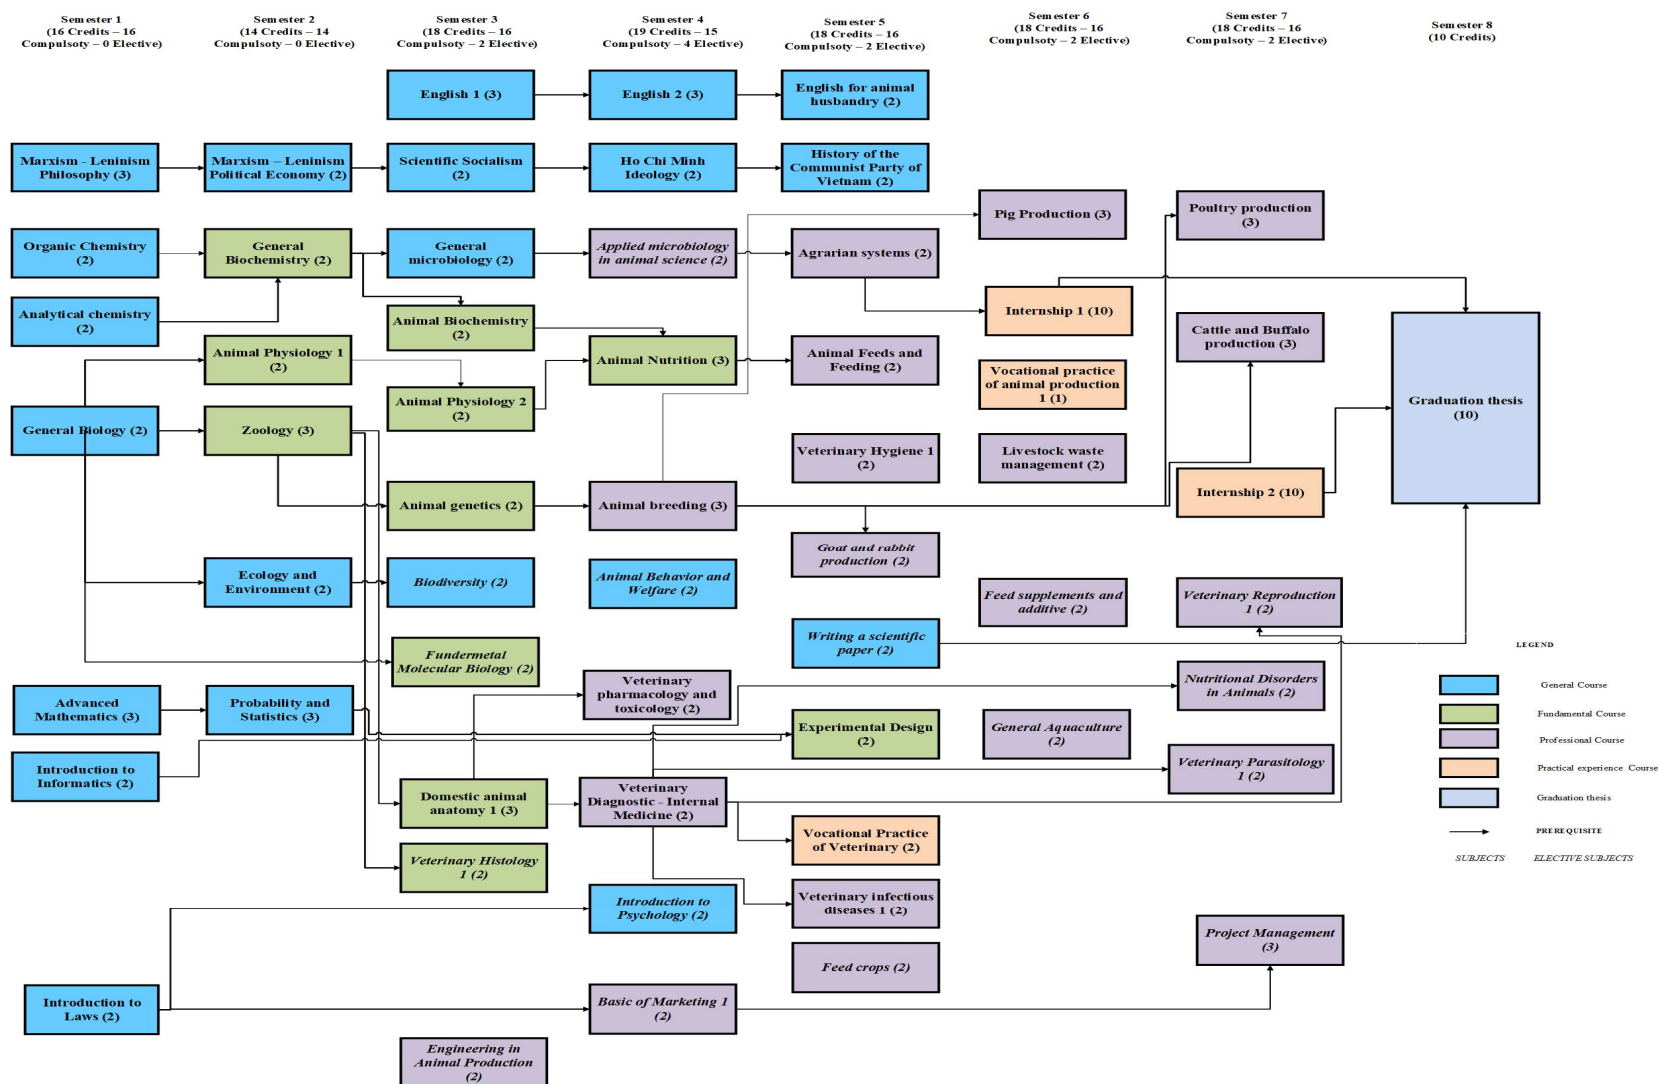 Semester 1
(16 Credits – 16
Compulsoty – 0 Elective)
Semester 2
(14 Credits – 14
Compulsoty – 0 Elective)
Semester 3
(18 Credits – 16
Compulsoty – 2 Elective)
Semester 4
(19 Credits – 15
Compulsoty – 4 Elective)
Semester 5
(18 Credits – 16
Compulsoty – 2 Elective)
Semester 6
(18 Credits – 16
Compulsoty – 2 Elective)
Semester 7
(18 Credits – 16
Compulsoty – 2 Elective)
Semester 8
(10 Credits)
English 1 (3)
English 2 (3)
English for animal
husbandry (2)
Marxism - Leninism
Philosophy (3)
Marxism – Leninism
Political Economy (2)
Scientific Socialism
(2)
Ho Chi Minh
Ideology (2)
History of the
Communist Party of
Vietnam (2)
Pig Production (3)
Poultry production
(3)
Organic Chemistry
(2)
General
Biochemistry (2)
General
microbiology (2)
Applied microbiology
in animal science (2)
Agrarian systems (2)
Analytical chemistry
(2)
Animal Biochemistry
(2)
Internship 1 (10)
Cattle and Buffalo
production (3)
Animal Physiology 1
(2)
Animal Nutrition (3)
Animal Feeds and
Feeding (2)
Vocational practice
of animal production
1 (1)
Animal Physiology 2
(2)
Graduation thesis
(10)
General Biology (2)
Zoology (3)
Veterinary Hygiene 1
(2)
Livestock waste
management (2)
Animal genetics (2)
Animal breeding (3)
Internship 2 (10)
Goat and rabbit
production (2)
Ecology and
Environment (2)
Biodiversity (2)
Animal Behavior and
Welfare (2)
Feed supplements and
additive (2)
Veterinary Reproduction
1 (2)
Writing a scientific
paper (2)
Fundermetal
Molecular Biology (2)
Veterinary
pharmacology and
toxicology (2)
Nutritional Disorders
in Animals (2)
Advanced
Mathematics (3)
Probability and
Statistics (3)
Experimental Design
(2)
General Aquaculture
(2)
Introduction to
Informatics (2)
Veterinary Parasitology
1 (2)
Domestic animal
anatomy 1 (3)
Veterinary
Diagnostic - Internal
Medicine (2)
Vocational Practice
of Veterinary (2)
Veterinary Histology
1 (2)
Introduction to
Psychology (2)
Veterinary infectious
diseases 1 (2)
Project Management
(3)
Feed crops (2)
Introduction to
Laws (2)
Basic of Marketing 1
(2)
Engineering in
Animal Production
(2)
LEGEND
General Course
Fundamental Course
Professional Course
Practical experience Course
Graduation thesis
PREREQUISITE
SUBJECTS
ELECTIVE SUBJECTS